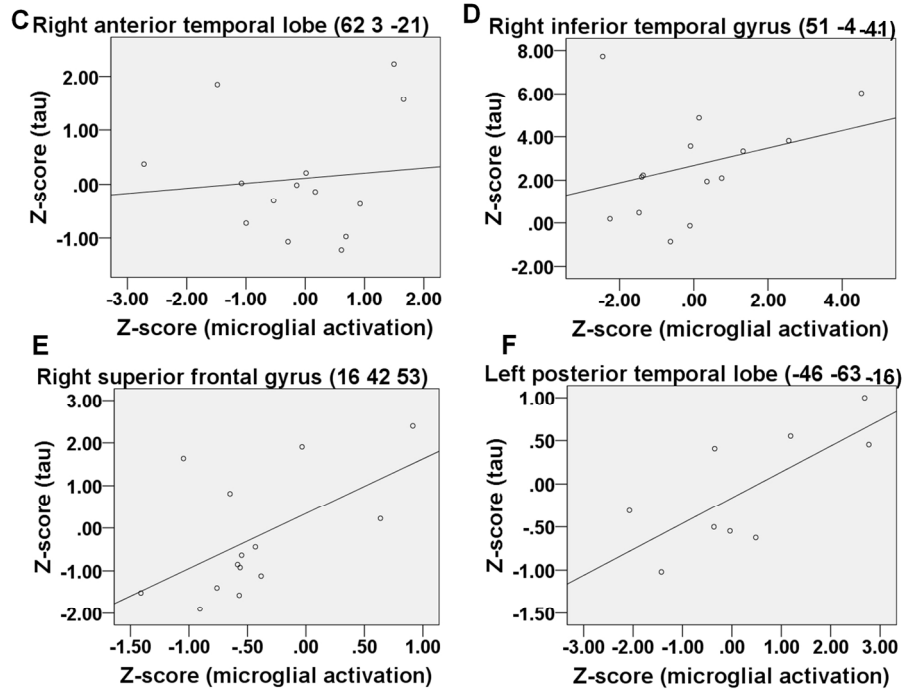 C Right anterior temporal lobe (62 3 -21)
Z-score (tau)
2.00
1.00
.00
-1.00
-3.00 -2.00 -1.00 .00 1.00 2.00
Z-score (microglial activation)
D Right inferior temporal gyrus (51 -4 -41)
Z-score (tau)
8.00
6.00
4.00
2.00
.00
-2.00
-2.00 .00 2.00 4.00
Z-score (microglial activation)
E
Right superior frontal gyrus (16 42 53)
Z-score (tau)
3.00
2.00
1.00
.00
-1.00
-2.00
-1.50 -1.00 -.50 .00 .50 1.00
Z-score (microglial activation)
F
Left posterior temporal lobe (-46 -63 -16)
Z-score (tau)
1.00
.50
.00
-.50
-1.00
-1.50
-3.00 -2.00 -1.00 .00 1.00 2.00 3.00
Z-score (microglial activation)